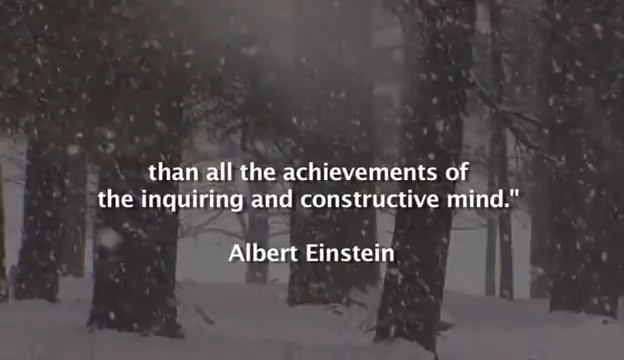 than all the achievements of
the inquiring and constructive mind."
Albert Einstein